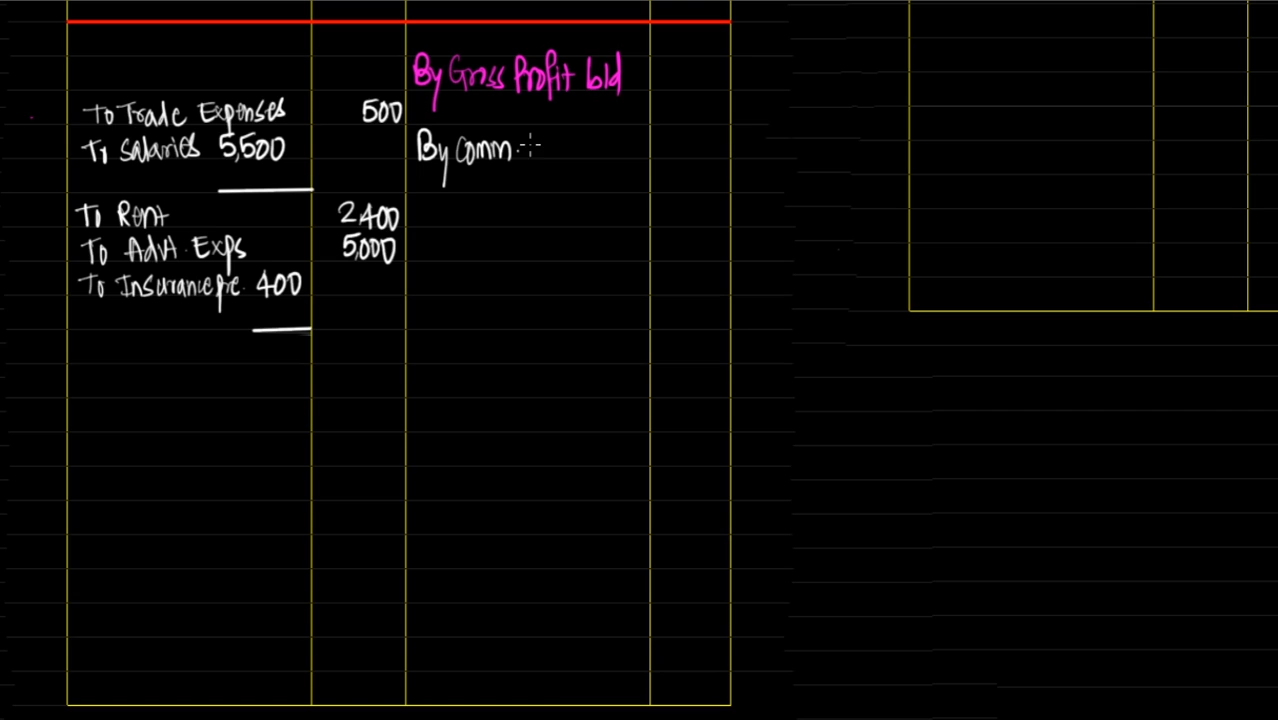 By Gross Profit b/d
To Trade Expenses 500
To Salaries 5,500 By Comm.
To Rent 2,400
To Advt. Exps 5,000
To Insurance pre. 400